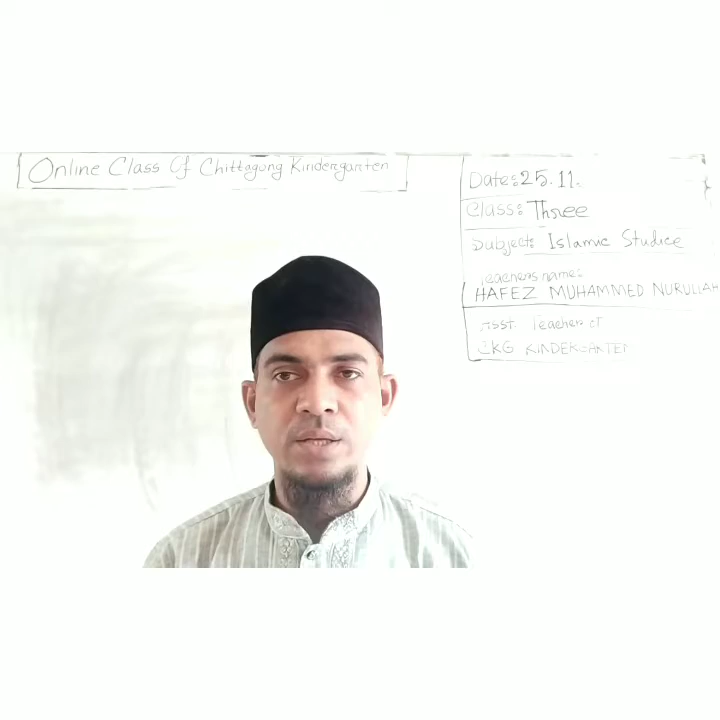 Online Class Of Chittagong Kindergarten
Date: 25.11.
Class: Three
Subject: Islamic Studice
Teachers name:
HAFEZ MUHAMMED NURULLAH
Asst. Teacher of
CKG KINDERGARTEN